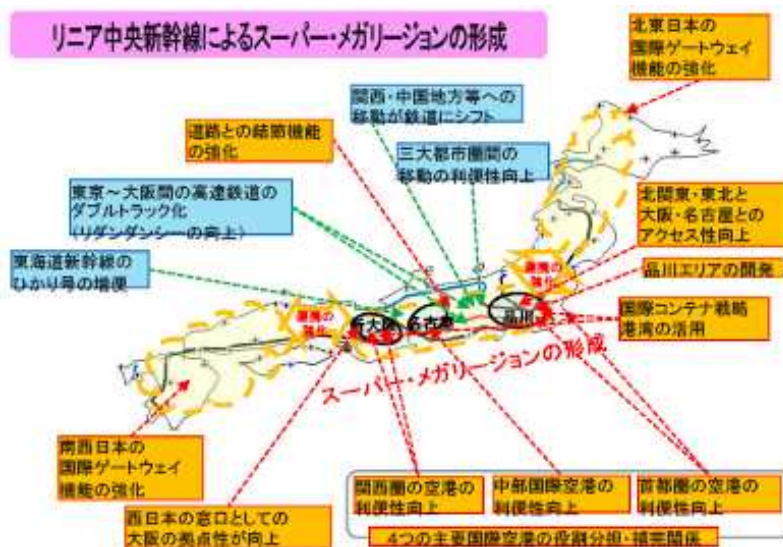 リニア中央新幹線によるスーパー・メガリージョンの形成
北東日本の
国際ゲートウェイ
機能の強化
関西・中国地方等への
移動が鉄道にシフト
道路との結節機能
の強化
三大都市圏間の
移動の利便性向上
東京～大阪間の高速鉄道の
ダブルトラック化
(リダンダンシーの向上)
北関東・東北と
大阪・名古屋との
アクセス性向上
東海道新幹線の
ひかり号の増便
連携の
強化
品川エリアの開発
連携の
強化
新大阪
名古屋
品川
国際コンテナ戦略
港湾の活用
スーパー・メガリージョンの形成
南西日本の
国際ゲートウェイ
機能の強化
関西圏の空港の
利便性向上
中部国際空港の
利便性向上
首都圏の空港の
利便性向上
西日本の窓口としての
大阪の拠点性が向上
4つの主要国際空港の役割分担・補完関係